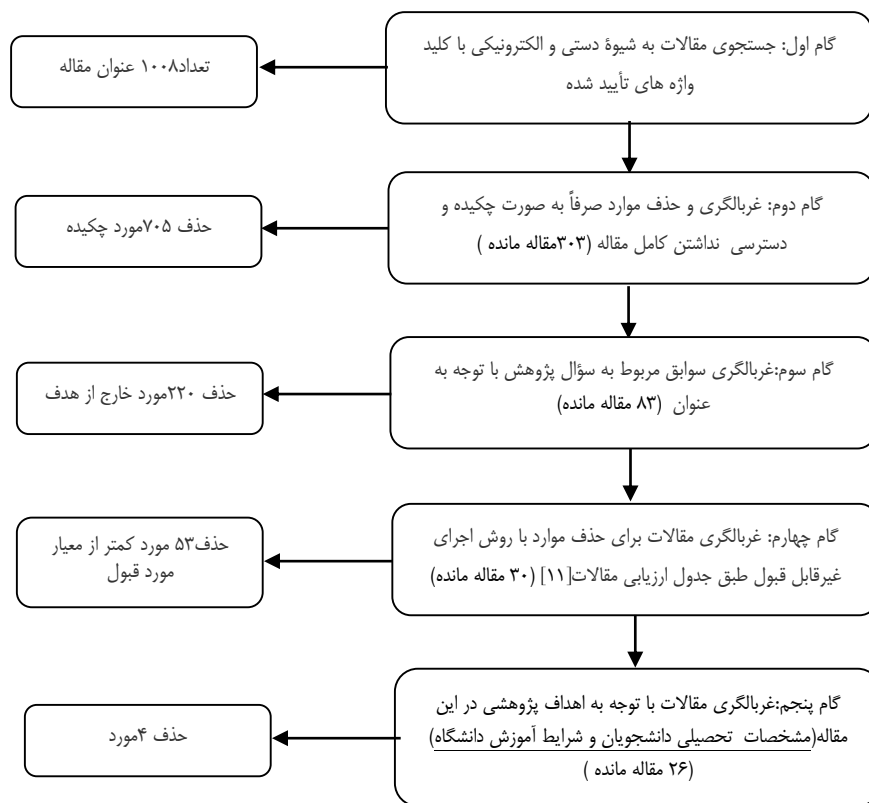 گام اول: جستجوی مقالات به شیوۀ دستی و الکترونیکی با کلید
واژه های تأیید شده
تعداد۱۰۰۸ عنوان مقاله
گام دوم: غربالگری و حذف موارد صرفاً به صورت چکیده و
دسترسی نداشتن کامل مقاله (۳۰۳مقاله مانده )
حذف ۷۰۵مورد چکیده
گام سوم:غربالگری سوابق مربوط به سؤال پژوهش با توجه به
عنوان (۸۳ مقاله مانده)
حذف ۲۲۰مورد خارج از هدف
گام چهارم: غربالگری مقالات برای حذف موارد با روش اجرای
غیرقابل قبول طبق جدول ارزیابی مقالات[۱۱] (۳۰ مقاله مانده)
حذف۵۳ مورد کمتر از معیار
مورد قبول
گام پنجم:غربالگری مقالات با توجه به اهداف پژوهشی در این
مقاله(مشخصات تحصیلی دانشجویان و شرایط آموزش دانشگاه)
(۲۶ مقاله مانده )
حذف ۴مورد